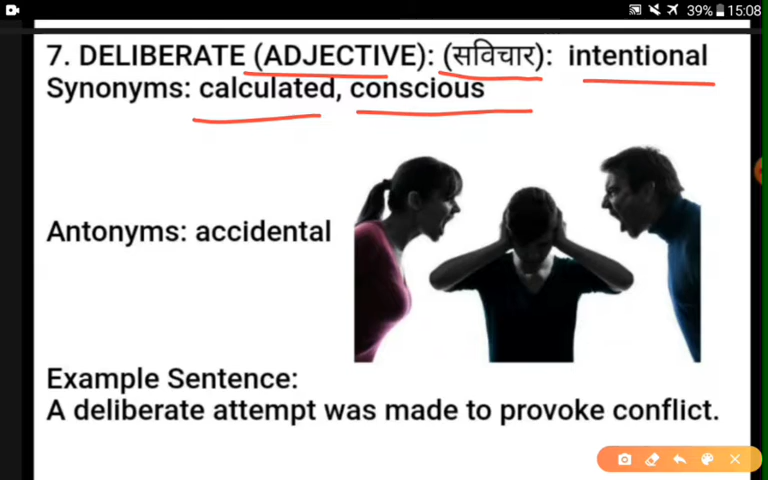 39% 15:08
7. DELIBERATE (ADJECTIVE): (सविचार): intentional
Synonyms: calculated, conscious
Antonyms: accidental
Example Sentence:
A deliberate attempt was made to provoke conflict.